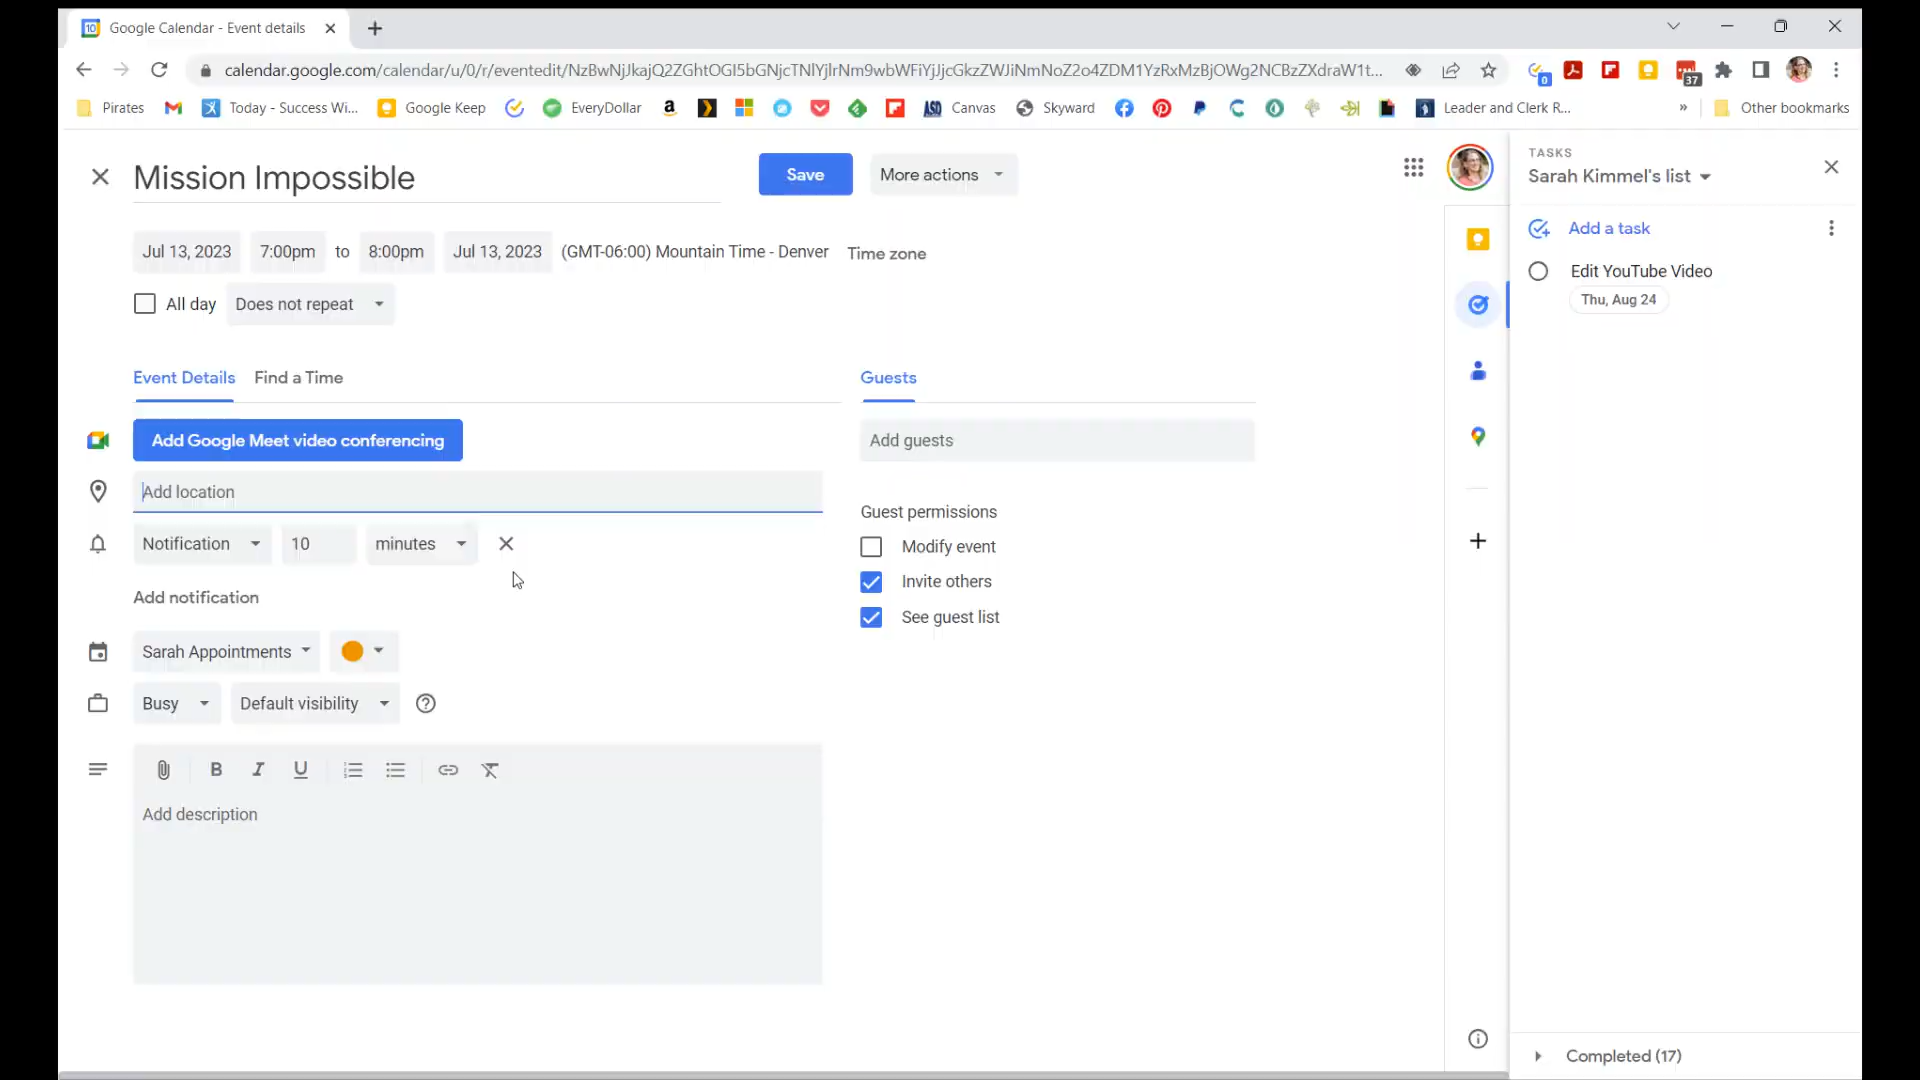 Google Calendar - Event details
calendar.google.com/calendar/u/0/r/eventedit/NzBwNjJkajQ2ZGhtOGI5bGNjcTNlYjlrNm9wbWFiYjJjcGkzZWJiNmNoZ2o4ZDM1YzRxMzBjOWg2NCBzZXdraW1t...
0
37
Pirates
Today - Success Wi...
Google Keep
EveryDollar
Canvas
Skyward
Leader and Clerk R...
»
Other bookmarks
Mission Impossible
Save
More actions
TASKS
Sarah Kimmel's list
Add a task
Edit YouTube Video
Thu, Aug 24
Jul 13, 2023 7:00pm to 8:00pm Jul 13, 2023 (GMT-06:00) Mountain Time - Denver Time zone
All day Does not repeat
Event Details Find a Time
Guests
Add Google Meet video conferencing
Add guests
Add location
Guest permissions
Notification 10 minutes
Modify event
Invite others
Add notification
See guest list
Sarah Appointments
Busy Default visibility
B I U
Add description
Completed (17)